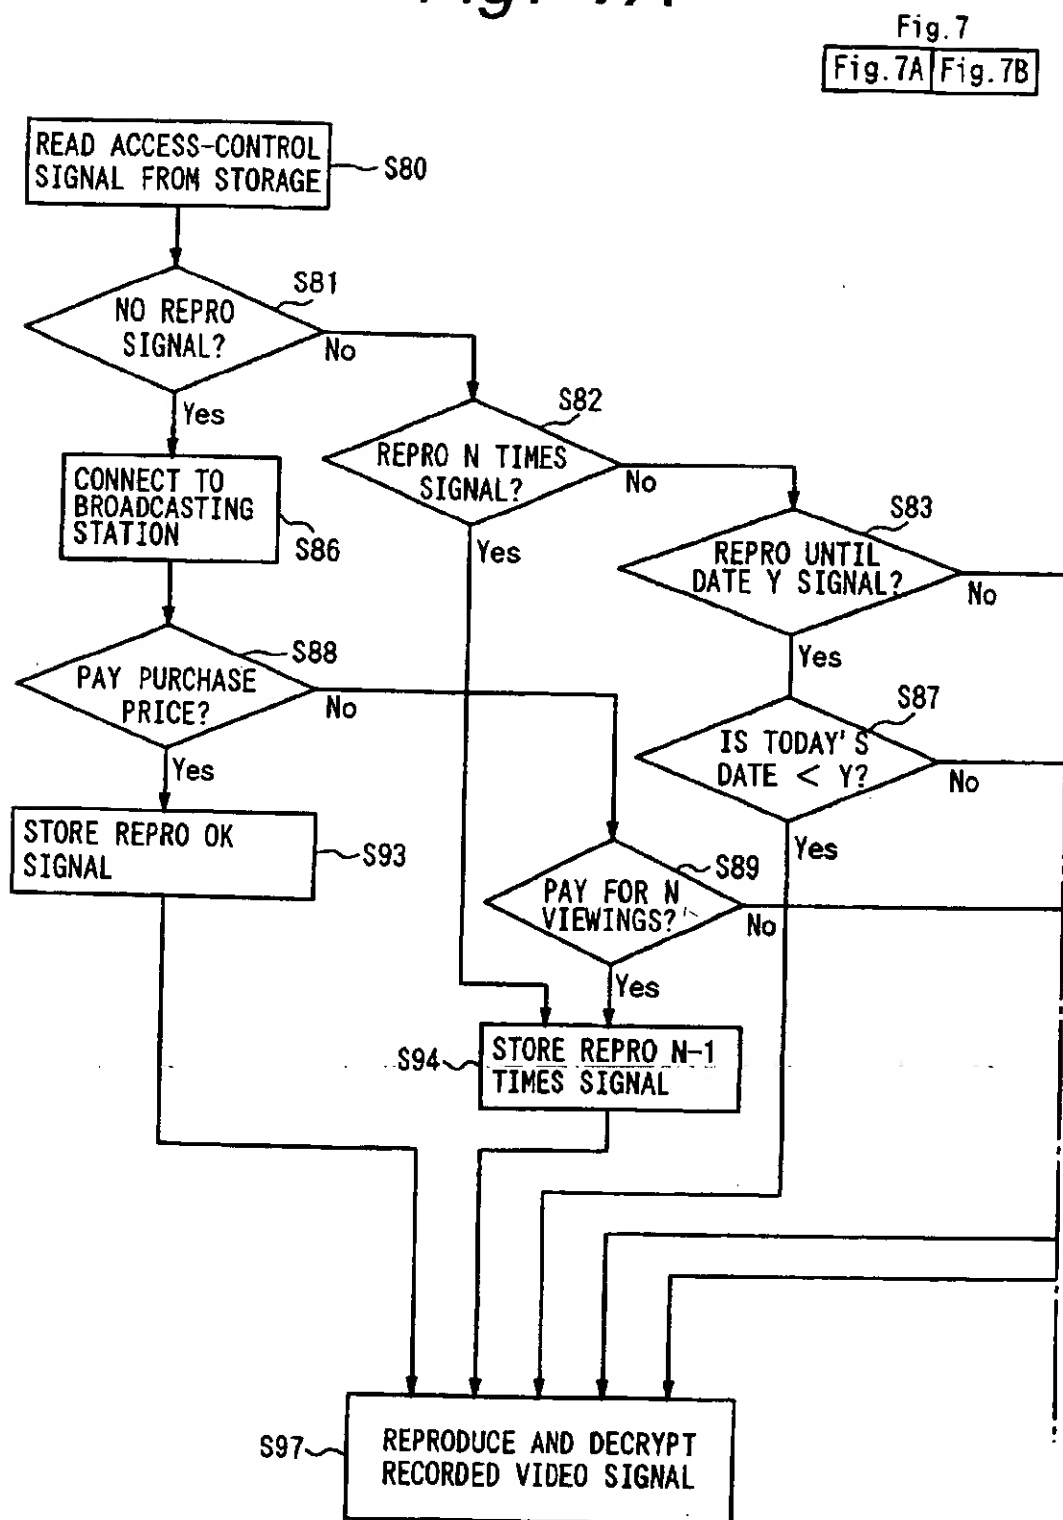 Fig. 7A
Fig.7
Fig.7A Fig.7B
READ ACCESS-CONTROL
SIGNAL FROM STORAGE
S80
NO REPRO
SIGNAL?
S81
No
Yes
REPRO N TIMES
SIGNAL?
S82
No
Yes
CONNECT TO
BROADCASTING
STATION
S86
REPRO UNTIL
DATE Y SIGNAL?
S83
No
Yes
PAY PURCHASE
PRICE?
S88
No
Yes
IS TODAY'S
DATE < Y?
S87
No
Yes
STORE REPRO OK
SIGNAL
S93
PAY FOR N
VIEWINGS?
S89
No
Yes
S94
STORE REPRO N-1
TIMES SIGNAL
S97
REPRODUCE AND DECRYPT
RECORDED VIDEO SIGNAL